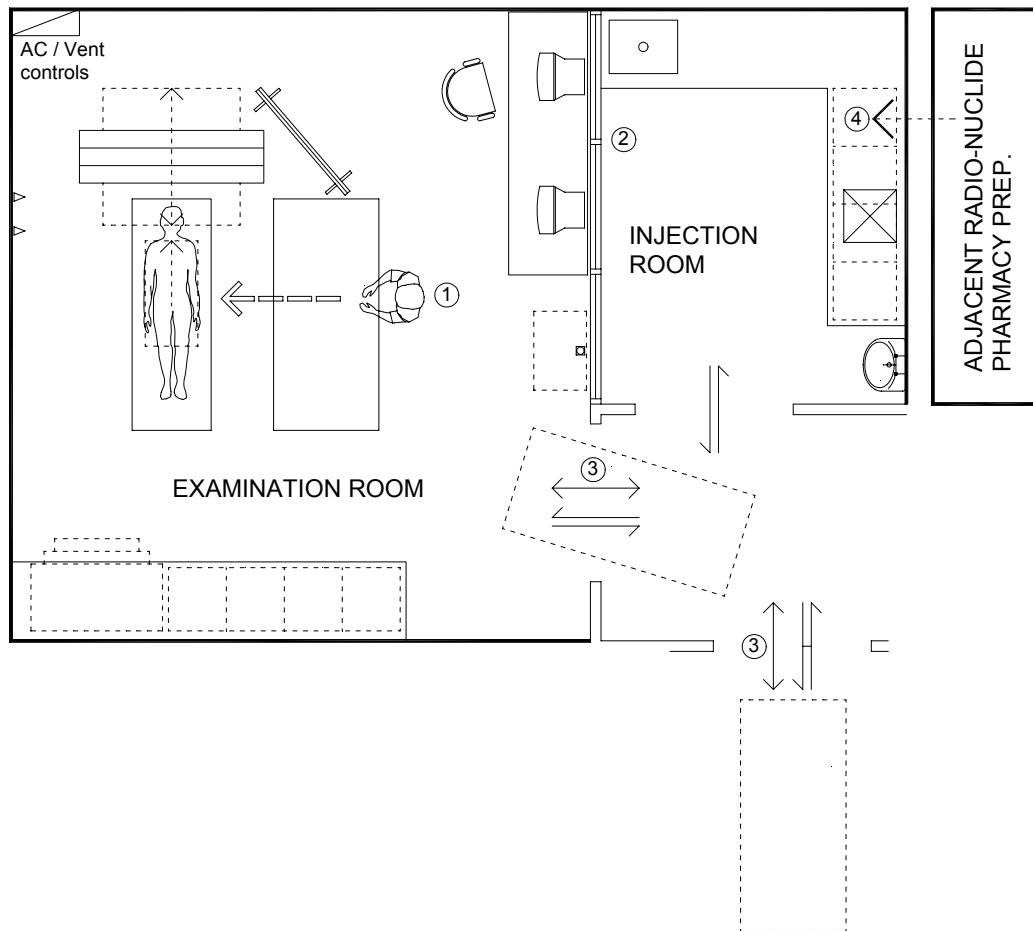 AC / Vent
controls
4
2
INJECTION
ROOM
ADJACENT RADIO-NUCLIDE
PHARMACY PREP.
1
3
EXAMINATION ROOM
3